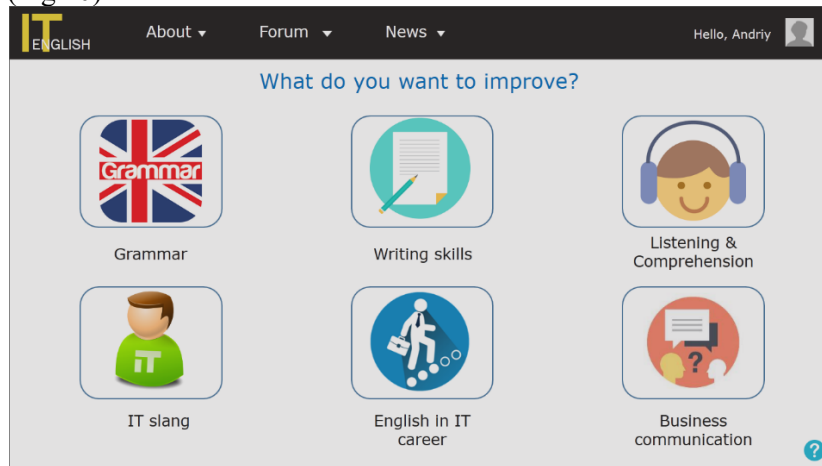 IT
ENGLISH
About
Forum
News
Hello, Andriy
What do you want to improve?
Grammar
Grammar
Writing skills
Listening &
Comprehension
IT
?
IT slang
English in IT
career
Business
communication
?